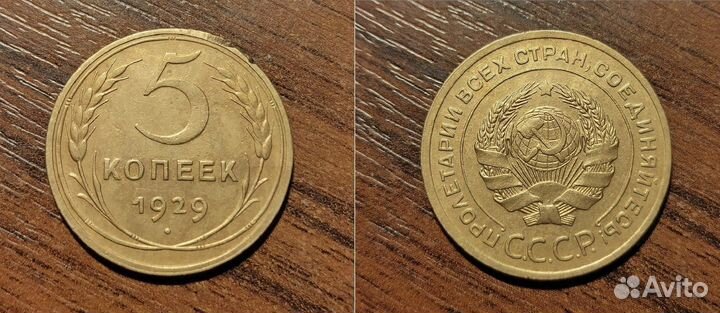 5
КОПЕЕК
1929
ПРОЛЕТАРИИ ВСЕХ СТРАН, СОЕДИНЯЙТЕСЬ!
С.С.С.Р.
Avito